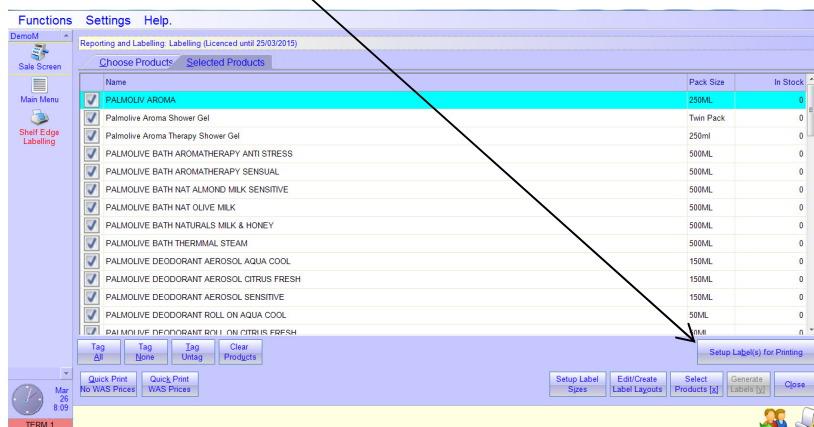 Functions Settings Help.
DemoM
Sale Screen
Main Menu
Shelf Edge
Labelling
Reporting and Labelling: Labelling (Licenced until 25/03/2015)
Choose Products Selected Products
Name Pack Size In Stock
PALMOLIV AROMA 250ML 0
Palmolive Aroma Shower Gel Twin Pack 0
Palmolive Aroma Therapy Shower Gel 250ml 0
PALMOLIVE BATH AROMATHERAPY ANTI STRESS 500ML 0
PALMOLIVE BATH AROMATHERAPY SENSUAL 500ML 0
PALMOLIVE BATH NAT ALMOND MILK SENSITIVE 500ML 0
PALMOLIVE BATH NAT OLIVE MILK 500ML 0
PALMOLIVE BATH NATURALS MILK & HONEY 500ML 0
PALMOLIVE BATH THERMMAL STEAM 500ML 0
PALMOLIVE DEODORANT AEROSOL AQUA COOL 150ML 0
PALMOLIVE DEODORANT AEROSOL CITRUS FRESH 150ML 0
PALMOLIVE DEODORANT AEROSOL SENSITIVE 150ML 0
PALMOLIVE DEODORANT ROLL ON AQUA COOL 50ML 0
PALMOLIVE DEODORANT ROLL ON CITRUS FRESH 50ML 0
Tag All
Tag None
Tag Untag
Clear Products
Setup Label(s) for Printing
Quick Print No WAS Prices
Quick Print WAS Prices
Setup Label Sizes
Edit/Create Label Layouts
Select Products [x]
Generate Labels [y]
Close
Mar
26
8:09
TERM 1